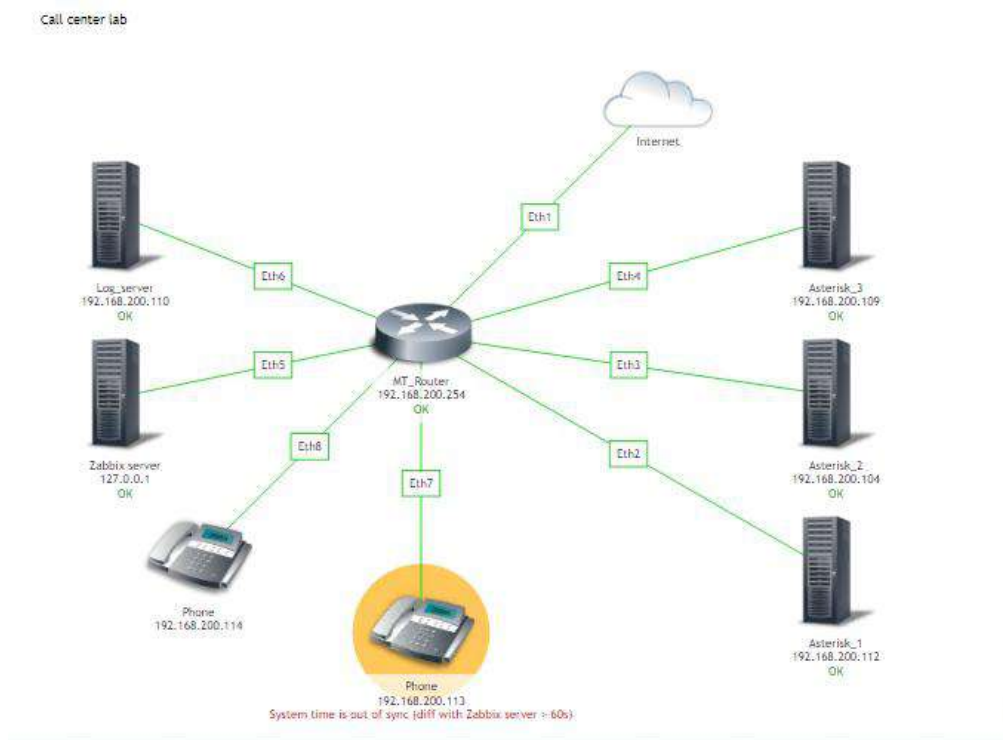 Call center lab
Internet
Eth1
Eth6
Eth4
Log_server
192.168.200.110
OK
Asterisk_3
192.168.200.109
OK
Eth5
Eth3
MT_Router
192.168.200.254
OK
Eth8
Eth2
Zabbix server
127.0.0.1
OK
Asterisk_2
192.168.200.104
OK
Eth7
Phone
192.168.200.114
Asterisk_1
192.168.200.112
OK
Phone
192.168.200.113
System time is out of sync (diff with Zabbix server > 60s)